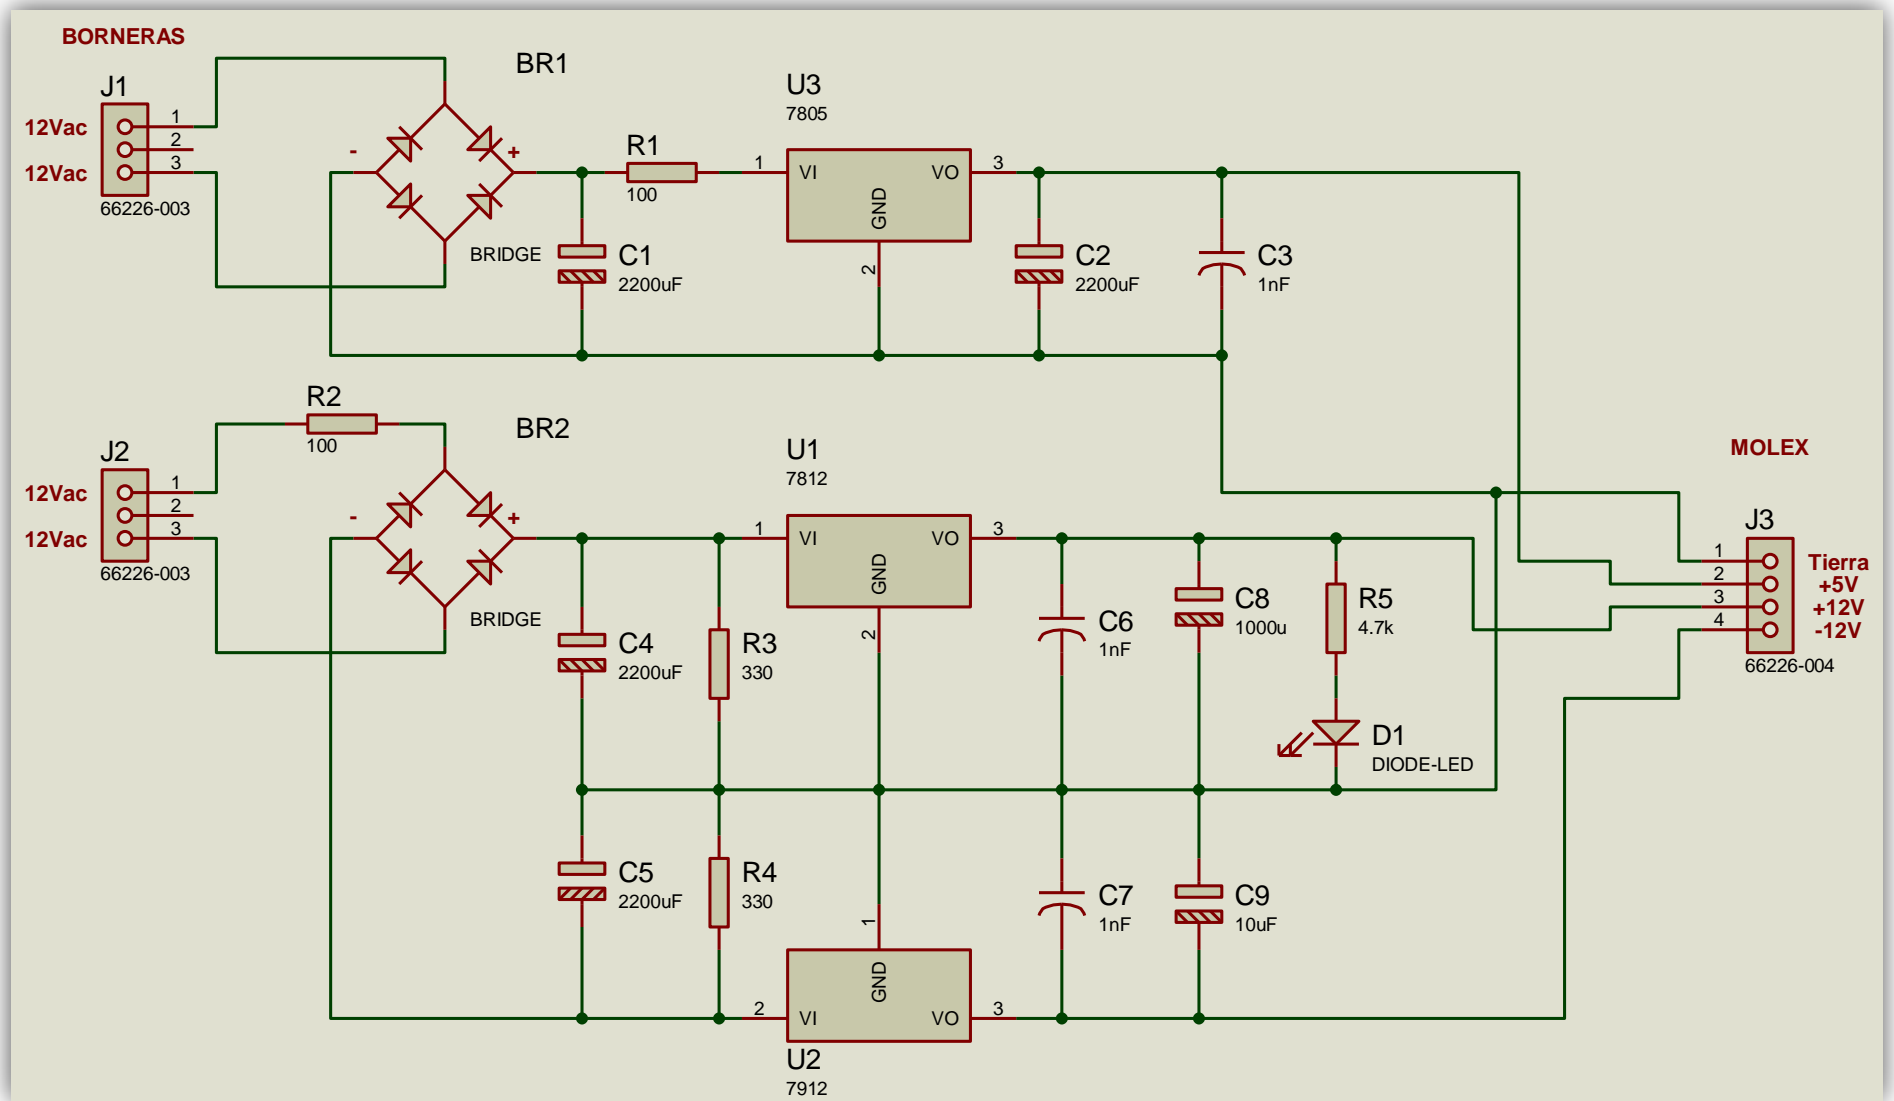 BORNERAS
J1
12Vac
12Vac
1
2
3
66226-003
BR1
-
+
BRIDGE
R1
100
C1
2200uF
U3
7805
1
VI
VO
3
GND
2
C2
2200uF
C3
1nF
R2
100
J2
12Vac
12Vac
1
2
3
66226-003
BR2
-
+
BRIDGE
C4
2200uF
R3
330
U1
7812
1
VI
VO
3
GND
2
C6
1nF
C8
1000u
R5
4.7k
D1
DIODE-LED
C5
2200uF
R4
330
1
GND
2
VI
VO
3
U2
7912
C7
1nF
C9
10uF
MOLEX
J3
1
2
3
4
Tierra
+5V
+12V
-12V
66226-004